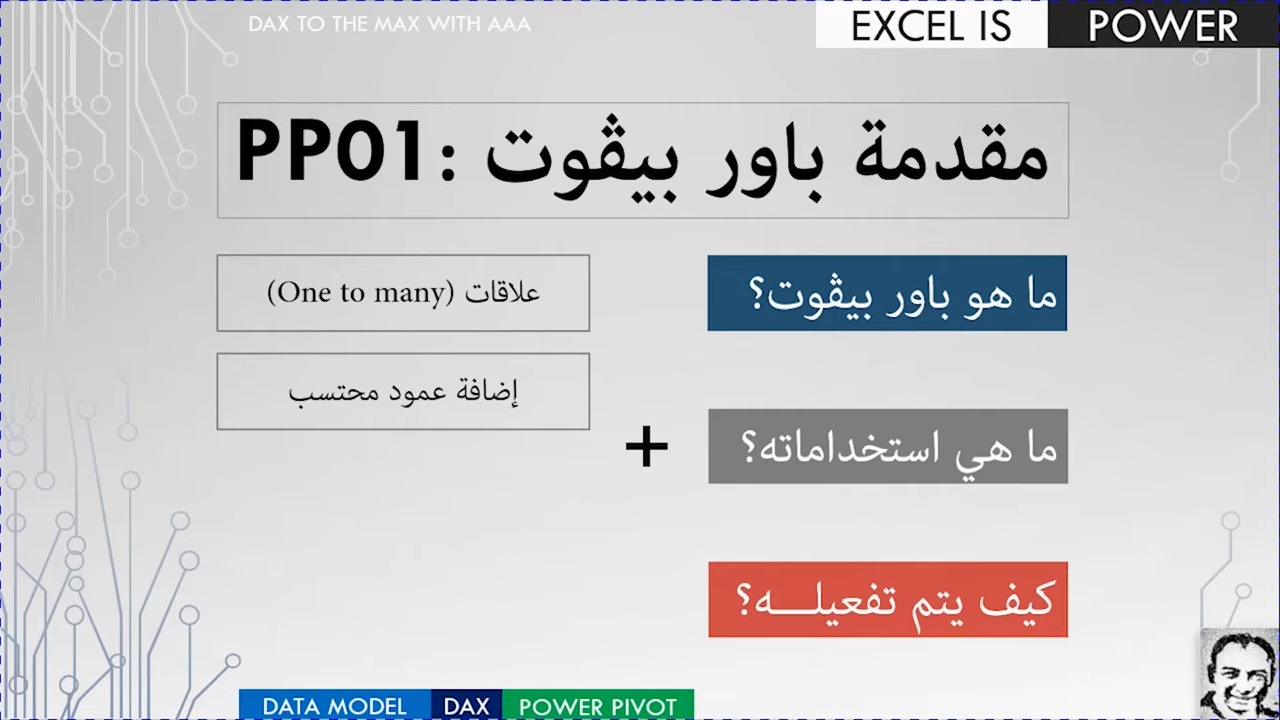 DAX TO THE MAX WITH AAA
EXCEL IS POWER
PP01: مقدمة باور بيڤوت
ما هو باور بيڤوت؟
ما هي استخداماته؟
كيف يتم تفعيلـــه؟
+
علاقات (One to many)
إضافة عمود محتسب
DATA MODEL DAX POWER PIVOT